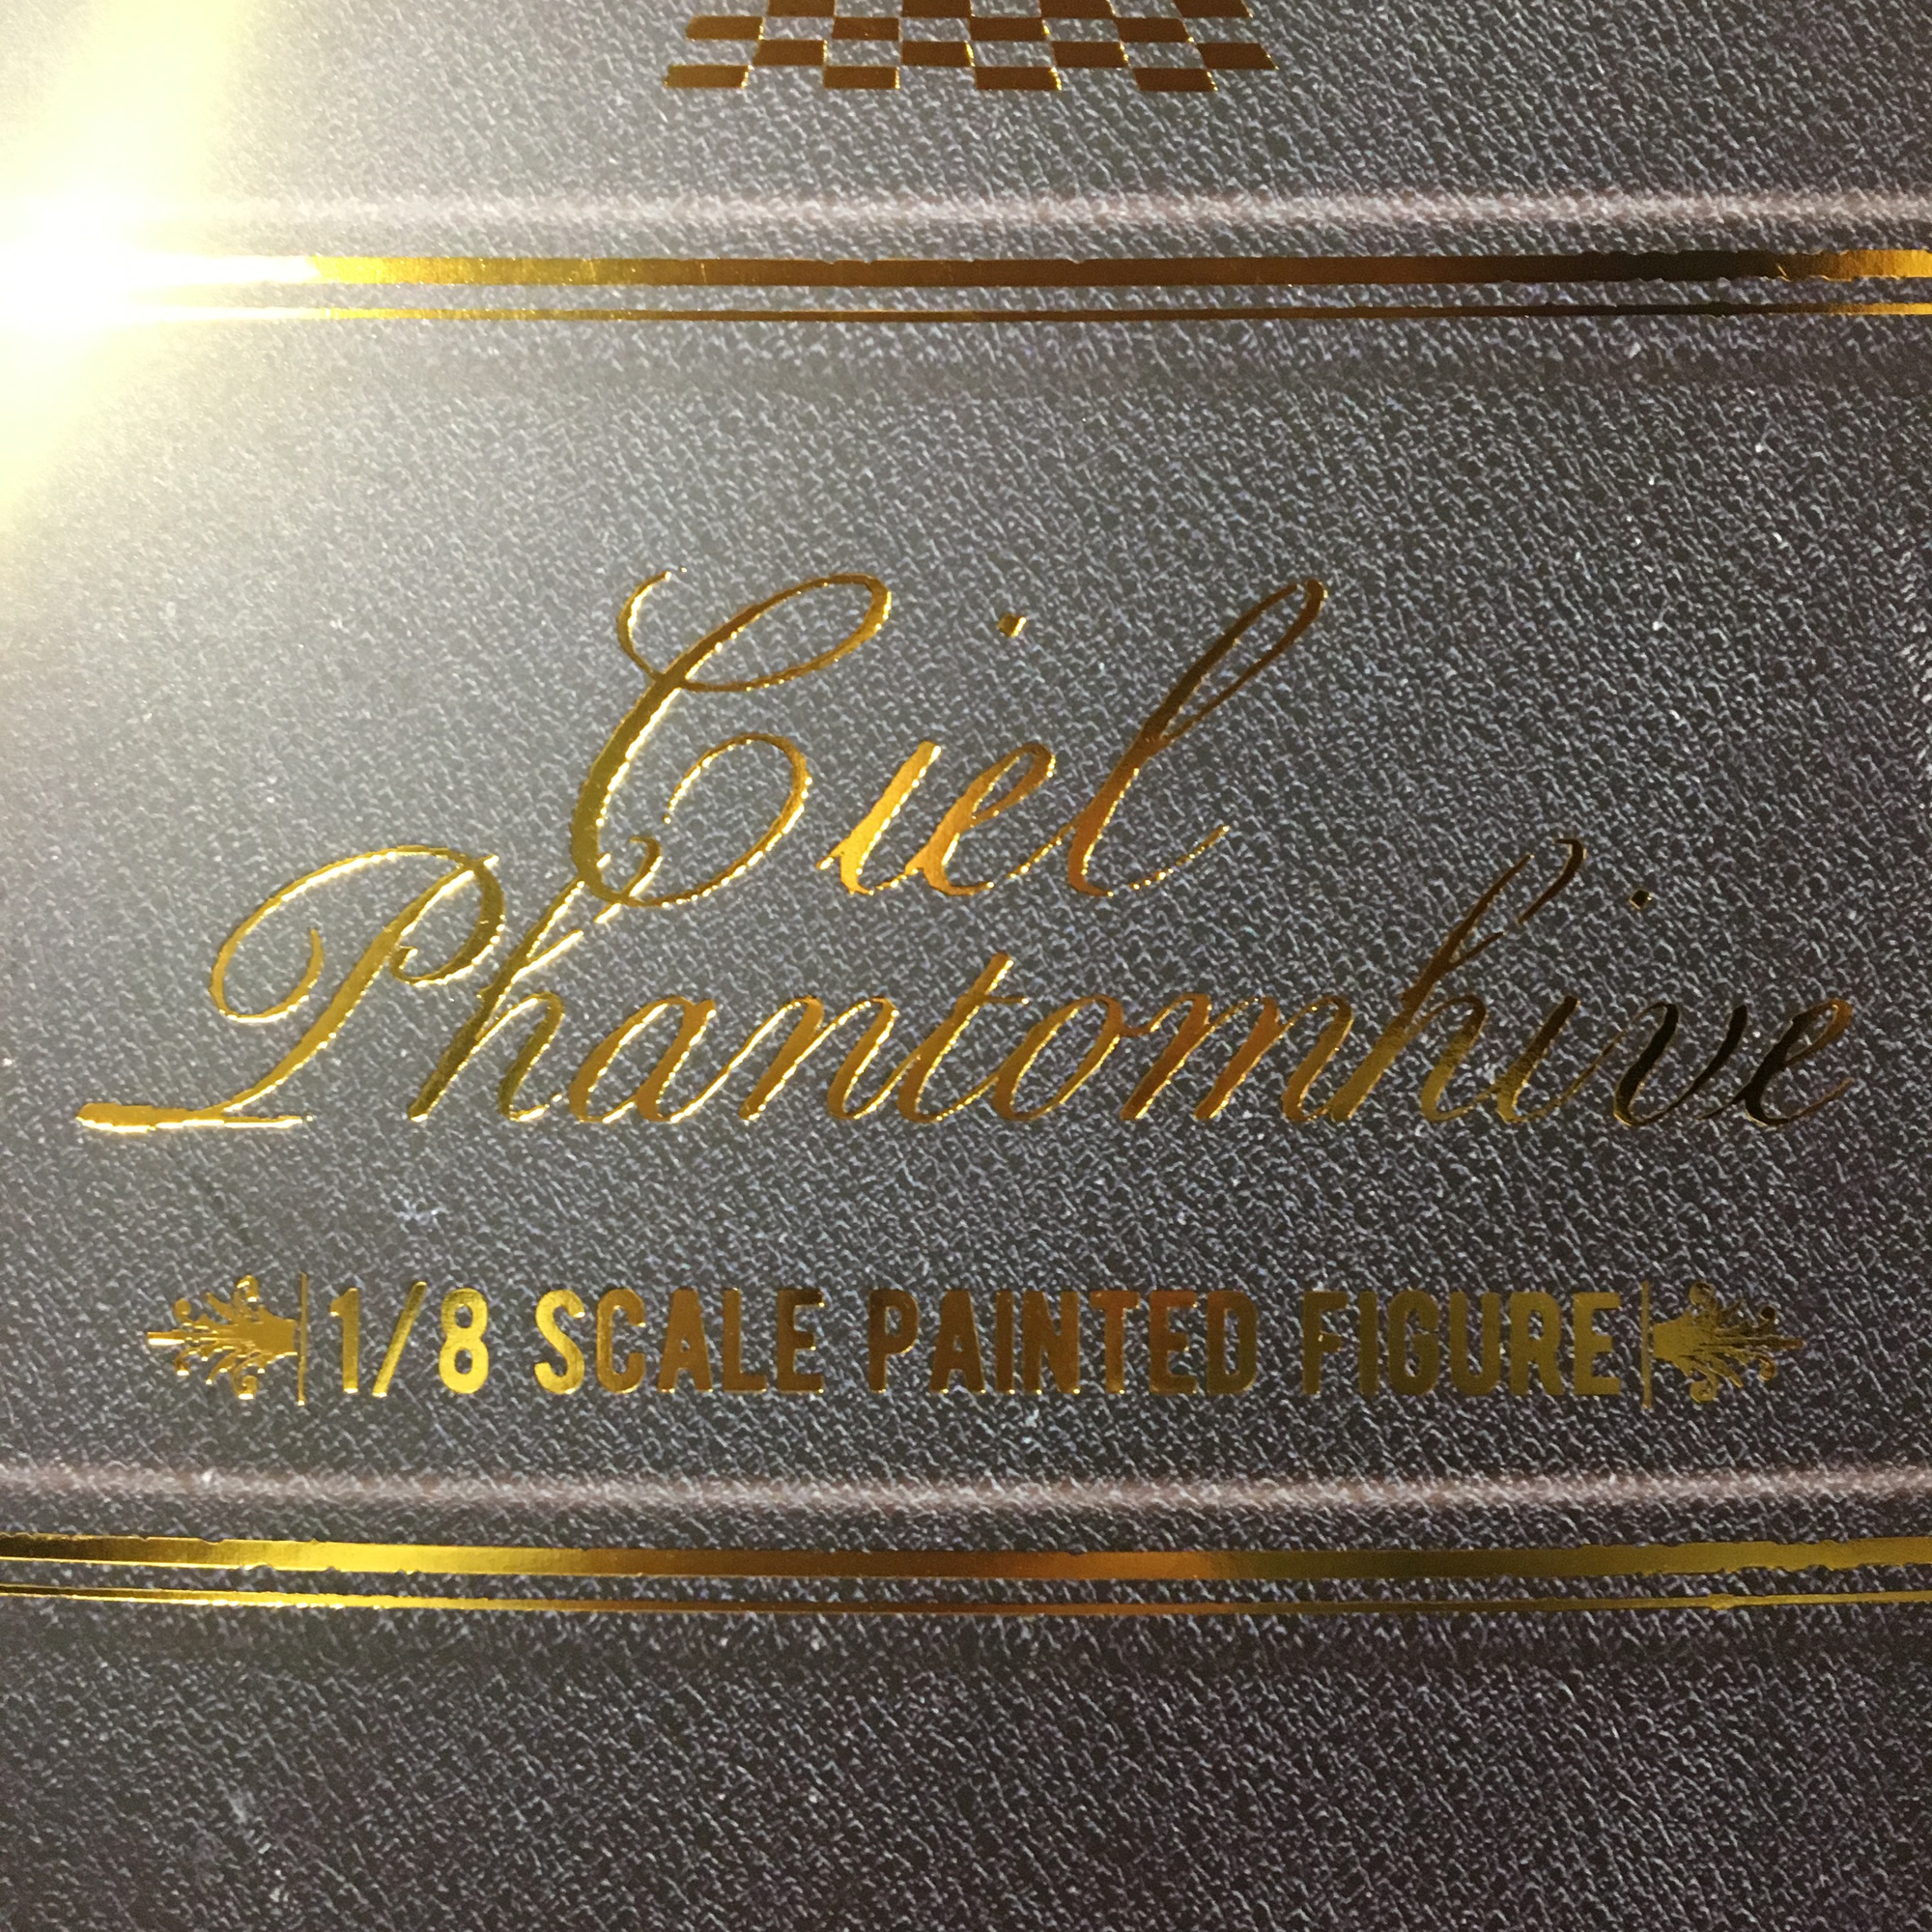 Ciel
Phantomhive
1/8 SCALE PAINTED FIGURE